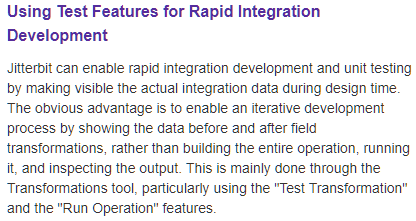 Using Test Features for Rapid Integration
Development
Jitterbit can enable rapid integration development and unit testing
by making visible the actual integration data during design time.
The obvious advantage is to enable an iterative development
process by showing the data before and after field
transformations, rather than building the entire operation, running
it, and inspecting the output. This is mainly done through the
Transformations tool, particularly using the "Test Transformation"
and the "Run Operation" features.